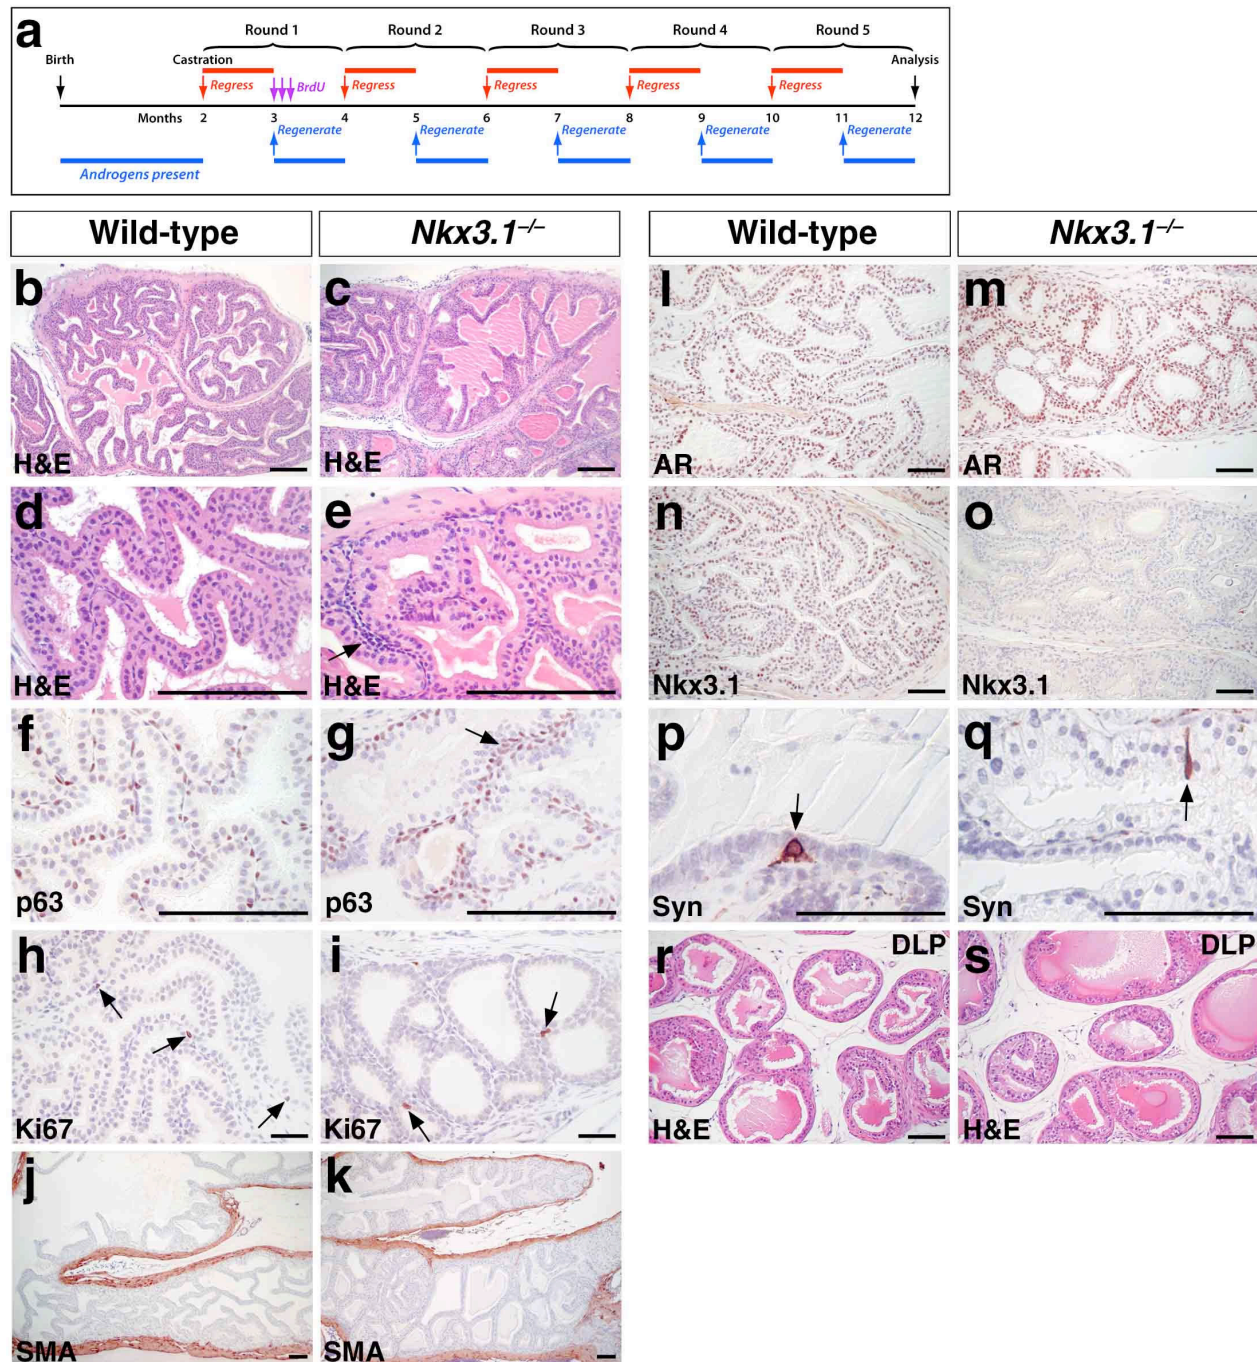 a
Round 1 Round 2 Round 3 Round 4 Round 5
Birth Castration Analysis
Regress BrdU Regress Regress Regress Regress
Months 2 3 4 5 6 7 8 9 10 11 12
Regenerate Regenerate Regenerate Regenerate Regenerate
Androgens present
Wild-type Nkx3.1–/– Wild-type Nkx3.1–/–
b c l m
H&E H&E AR AR
d e n o
H&E H&E Nkx3.1 Nkx3.1
f g p q
p63 p63 Syn Syn
h i r DLP s DLP
Ki67 Ki67 H&E H&E
j k
SMA SMA